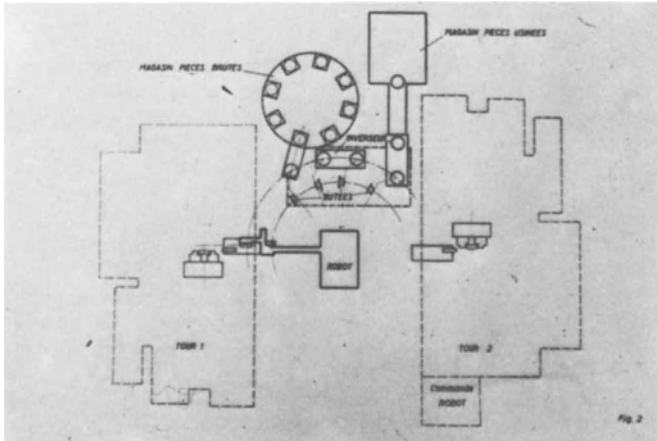 MAGASIN PIECES USINEES
MAGASIN PIECES BRUTES
INVERSEUR
BUTEES
ROBOT
TOUR 1
TOUR 2
Commande
ROBOT
Fig. 2